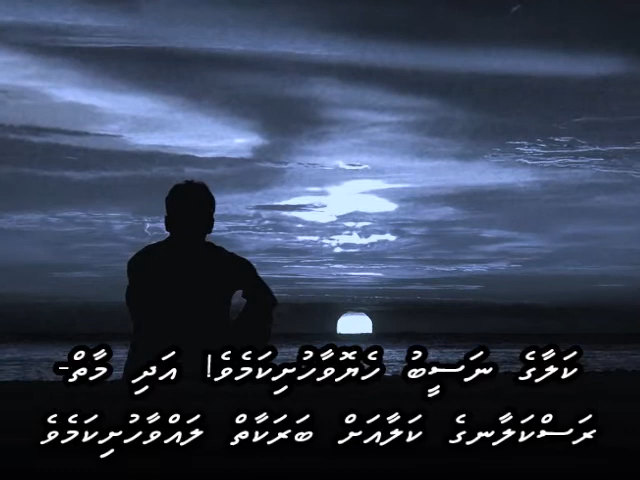 ކަލާގެ ނަސީބު ހެޔޮވާހުށިކަމެވެ! އަދި މާތް-
ރަސްކަލާނގެ ކަލާއަށް ބަރަކާތް ލައްވާހުށިކަމެވެ